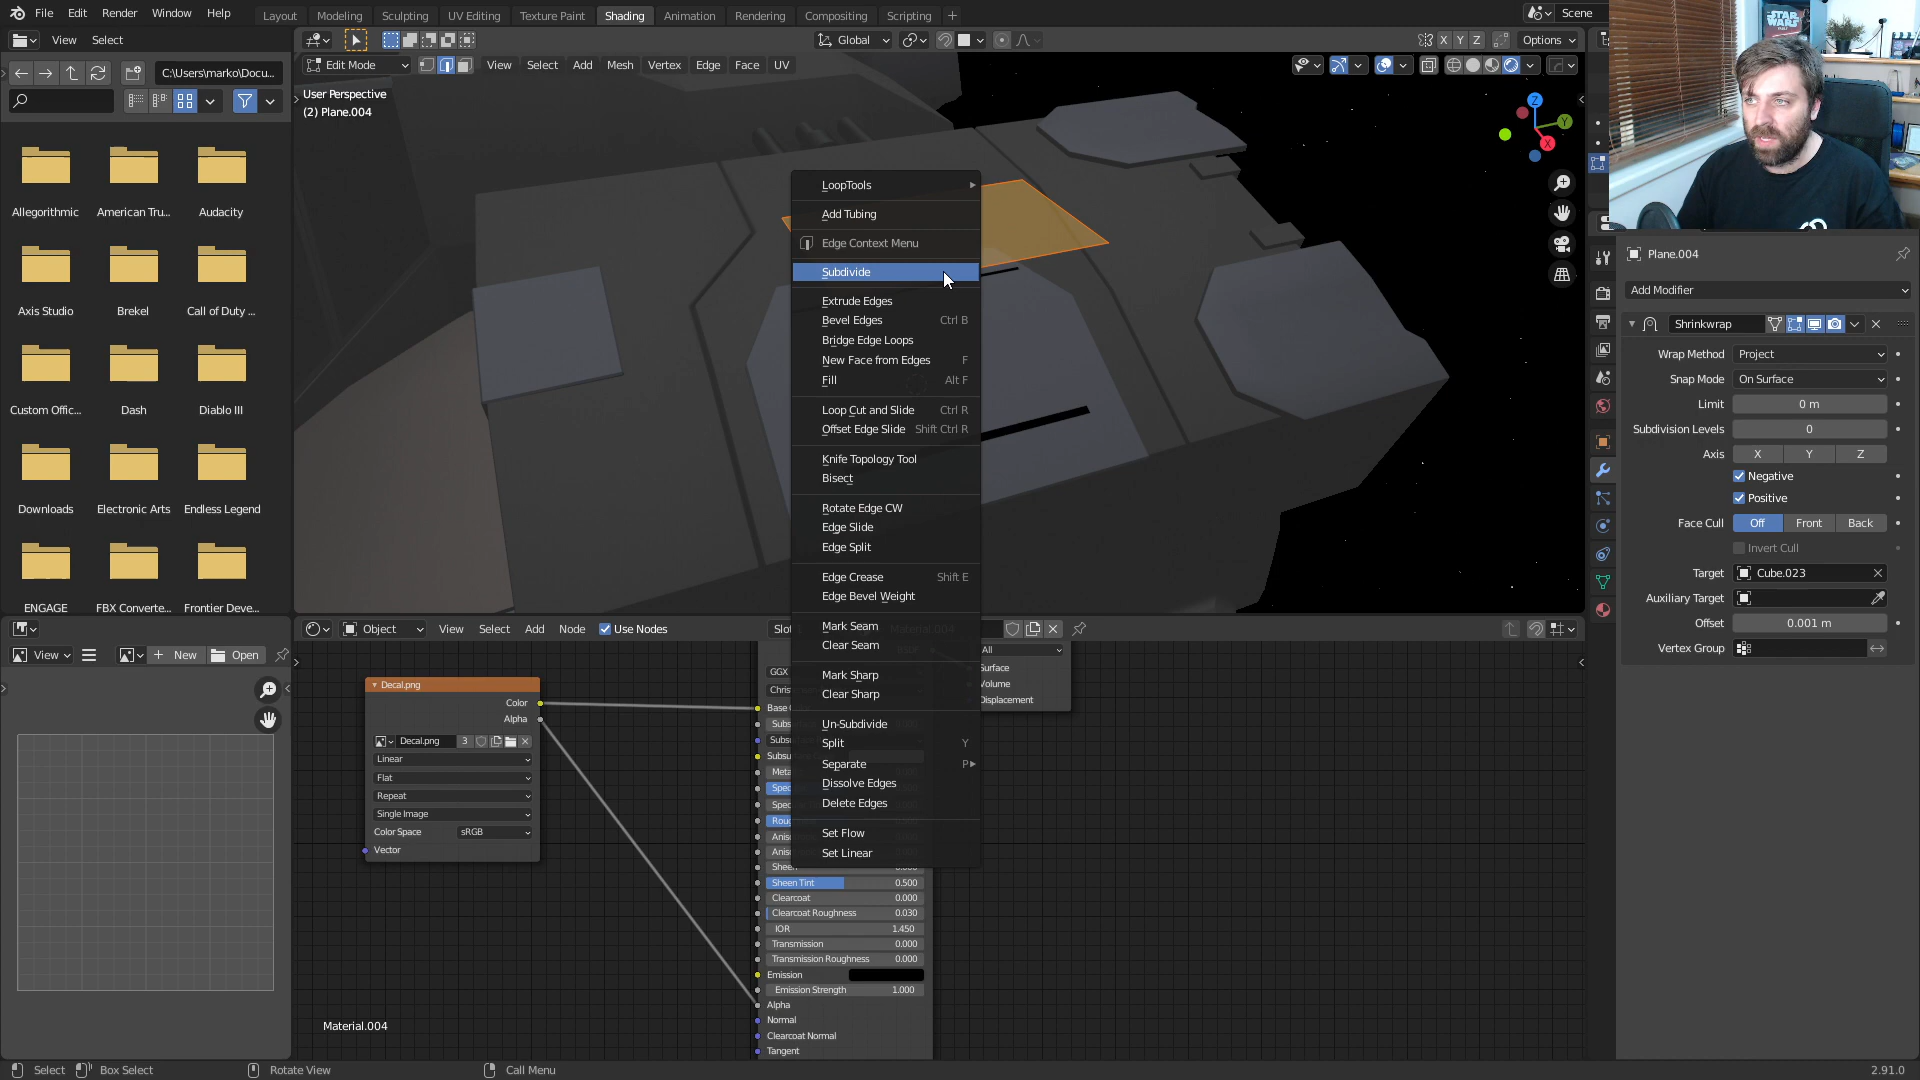 File Edit Render Window Help
Layout Modeling Sculpting UV Editing Texture Paint Shading Animation Rendering Compositing Scripting +
Scene
View Select
Global
X Y Z
Options
C:\Users\marko\Docu...
Edit Mode
View Select Add Mesh Vertex Edge Face UV
User Perspective
(2) Plane.004
Z
Y
X
Allegorithmic American Tru... Audacity
Axis Studio Brekel Call of Duty ...
Custom Offic... Dash Diablo III
Downloads Electronic Arts Endless Legend
ENGAGE FBX Converte... Frontier Deve...
LoopTools
Add Tubing
Edge Context Menu
Subdivide
Extrude Edges
Bevel Edges Ctrl B
Bridge Edge Loops
New Face from Edges F
Fill Alt F
Loop Cut and Slide Ctrl R
Offset Edge Slide Shift Ctrl R
Knife Topology Tool
Bisect
Rotate Edge CW
Edge Slide
Edge Split
Edge Crease Shift E
Edge Bevel Weight
Mark Seam
Clear Seam
Mark Sharp
Clear Sharp
Un-Subdivide
Split Y
Separate P
Dissolve Edges
Delete Edges
Set Flow
Set Linear
STAR WARS
Plane.004
Add Modifier
Shrinkwrap
Wrap Method Project
Snap Mode On Surface
Limit 0 m
Subdivision Levels 0
Axis X Y Z
Negative
Positive
Face Cull Off Front Back
Invert Cull
Target Cube.023
Auxiliary Target
Offset 0.001 m
Vertex Group
View New Open
Object View Select Add Node Use Nodes
Slot
Material.004
Decal.png
Color
Alpha
Decal.png 3
Linear
Flat
Repeat
Single Image
Color Space sRGB
Vector
GGX
Christ
Base C
Subs
Subsu
Subsu
Meta
Spec
Spec
Roug
Anis
Anis
Sheen
Sheen Tint 0.500
Clearcoat 0.000
Clearcoat Roughness 0.030
IOR 1.450
Transmission 0.000
Transmission Roughness 0.000
Emission
Emission Strength 1.000
Alpha
Normal
Clearcoat Normal
Tangent
All
Surface
Volume
Displacement
Material.004
Select Box Select Rotate View Call Menu
2.91.0